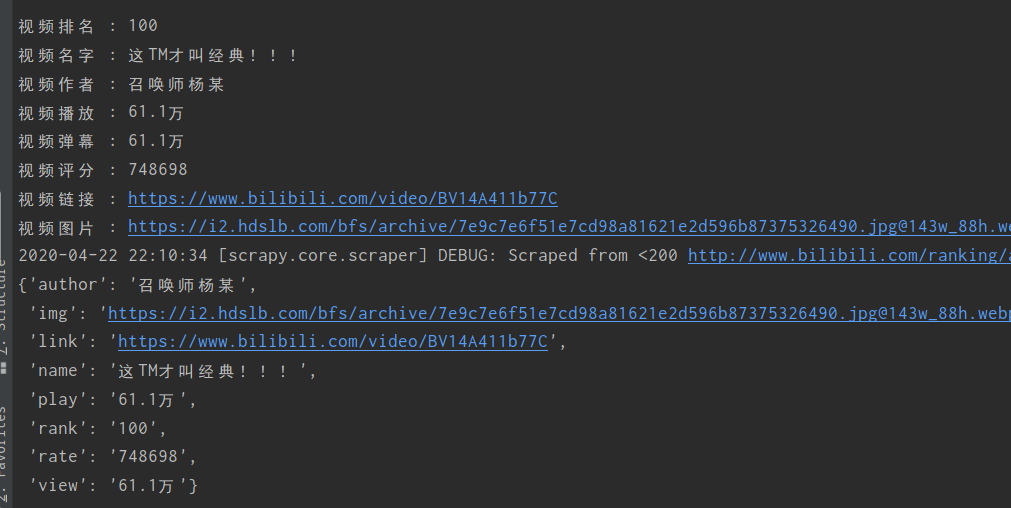 视频排名 : 100
视频名字 : 这TM才叫经典！！！
视频作者 : 召唤师杨某
视频播放 : 61.1万
视频弹幕 : 61.1万
视频评分 : 748698
视频链接 : https://www.bilibili.com/video/BV14A411b77C
视频图片 : https://i2.hdslb.com/bfs/archive/7e9c7e6f51e7cd98a81621e2d596b87375326490.jpg@143w_88h.we
2020-04-22 22:10:34 [scrapy.core.scraper] DEBUG: Scraped from <200 http://www.bilibili.com/ranking/a
{'author': '召唤师杨某',
'img': 'https://i2.hdslb.com/bfs/archive/7e9c7e6f51e7cd98a81621e2d596b87375326490.jpg@143w_88h.webp
'link': 'https://www.bilibili.com/video/BV14A411b77C',
'name': '这TM才叫经典！！！',
'play': '61.1万',
'rank': '100',
'rate': '748698',
'view': '61.1万'}
Z: Structure
2: Favorites